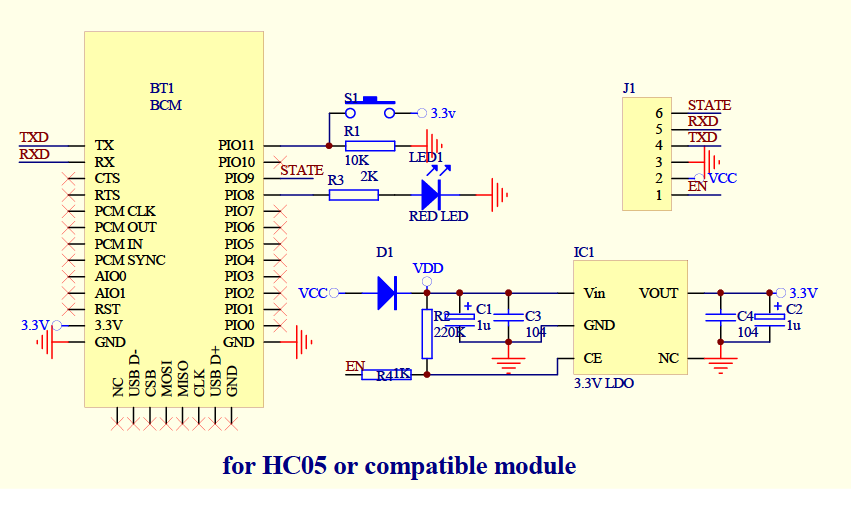 BT1
BCM
TXD
RXD
TX
RX
CTS
RTS
PCM CLK
PCM OUT
PCM IN
PCM SYNC
AIO0
AIO1
RST
3.3V
3.3V
GND
PIO11
PIO10
PIO9
PIO8
PIO7
PIO6
PIO5
PIO4
PIO3
PIO2
PIO1
PIO0
GND
NC
USB D-
CSB
MOSI
MISO
CLK
USB D+
GND
S1
3.3v
R1
10K
STATE
R3
2K
LED1
RED LED
J1
6 STATE
5 RXD
4 TXD
3
2 VCC
1 EN
D1
VCC
VDD
R2
220K
C1
1u
C3
104
EN
R4 1K
IC1
Vin
GND
CE
VOUT
NC
3.3V LDO
3.3V
C4
104
C2
1u
+
+
for HC05 or compatible module